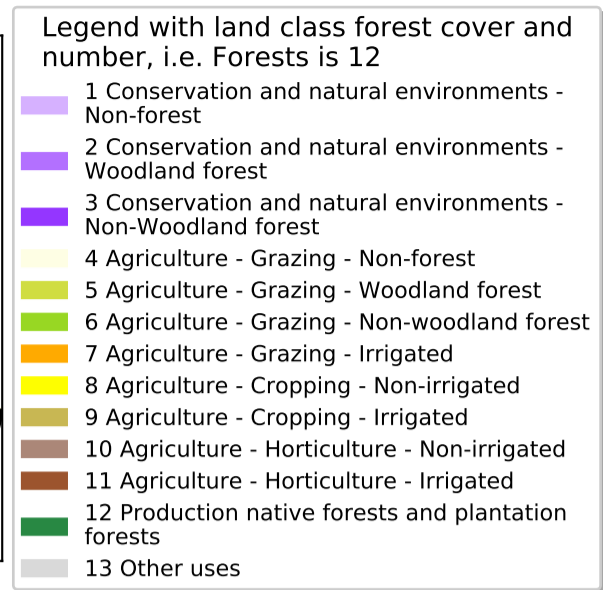 Legend with land class forest cover and
number, i.e. Forests is 12
1 Conservation and natural environments -
Non-forest
2 Conservation and natural environments -
Woodland forest
3 Conservation and natural environments -
Non-Woodland forest
4 Agriculture - Grazing - Non-forest
5 Agriculture - Grazing - Woodland forest
6 Agriculture - Grazing - Non-woodland forest
7 Agriculture - Grazing - Irrigated
8 Agriculture - Cropping - Non-irrigated
9 Agriculture - Cropping - Irrigated
10 Agriculture - Horticulture - Non-irrigated
11 Agriculture - Horticulture - Irrigated
12 Production native forests and plantation
forests
13 Other uses